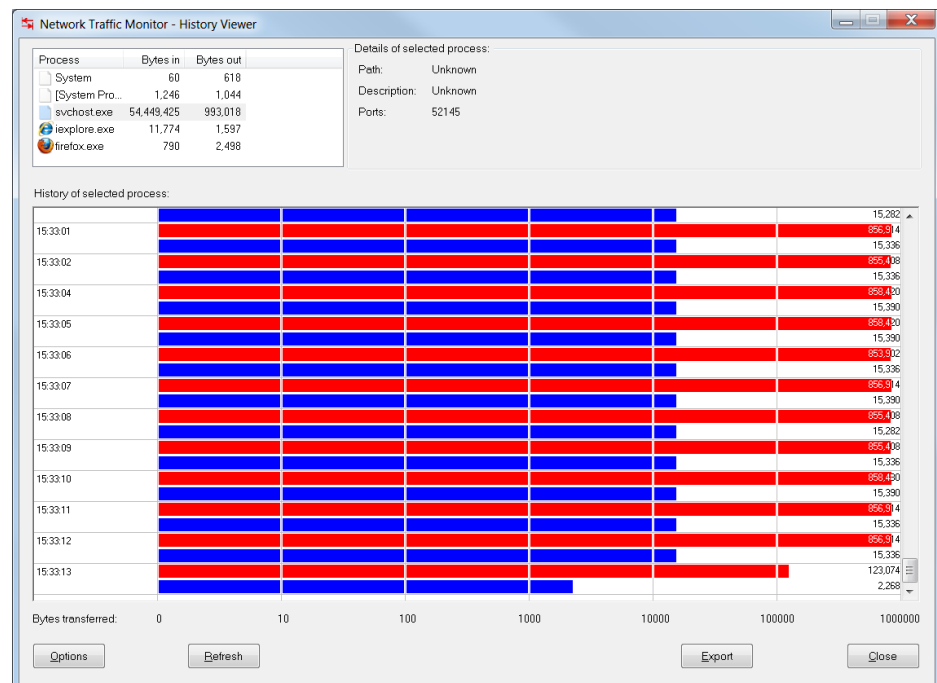 Network Traffic Monitor - History Viewer
Process Bytes in Bytes out
System 60 618
[System Pro... 1,246 1,044
svchost.exe 54,449,425 993,018
iexplore.exe 11,774 1,597
firefox.exe 790 2,498
Details of selected process:
Path: Unknown
Description: Unknown
Ports: 52145
History of selected process:
15,282
15:33:01 856,914
15,336
15:33:02 855,408
15,336
15:33:04 858,420
15,390
15:33:05 858,420
15,390
15:33:06 853,902
15,336
15:33:07 856,914
15,390
15:33:08 855,408
15,282
15:33:09 855,408
15,336
15:33:10 858,420
15,390
15:33:11 856,914
15,336
15:33:12 856,914
15,336
15:33:13 123,074
2,268
Bytes transferred: 0 10 100 1000 10000 100000 1000000
Options Refresh Export Close